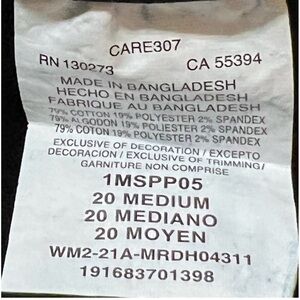 CARE307
RN 130273 CA 55394
MADE IN BANGLADESH
HECHO EN BANGLADESH
FABRIQUE AU BANGLADESH
79% COTTON 19% POLYESTER 2% SPANDEX
79% ALGODON 19% POLYESTER 2% SPANDEX
79% COTON 19% POLYESTER 2% SPANDEX
EXCLUSIVE OF DECORATION / EXCEPTO
DECORACION / EXCLUSIVE OF TRIMMING/
GARNITURE NON COMPRISE
1MSPP05
20 MEDIUM
20 MEDIANO
20 MOYEN
WM2-21A-MRDH04311
191683701398